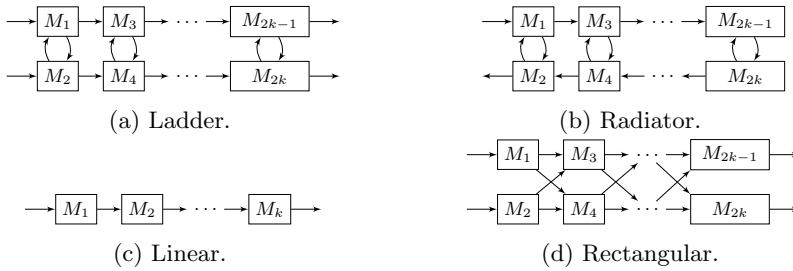 M₁ M₃ ⋯ M₂ₖ₋₁
M₂ M₄ ⋯ M₂ₖ
(a) Ladder.
M₁ M₃ ⋯ M₂ₖ₋₁
M₂ M₄ ⋯ M₂ₖ
(b) Radiator.
M₁ M₂ ⋯ Mₖ
(c) Linear.
M₁ M₃ ⋯ M₂ₖ₋₁
M₂ M₄ ⋯ M₂ₖ
(d) Rectangular.